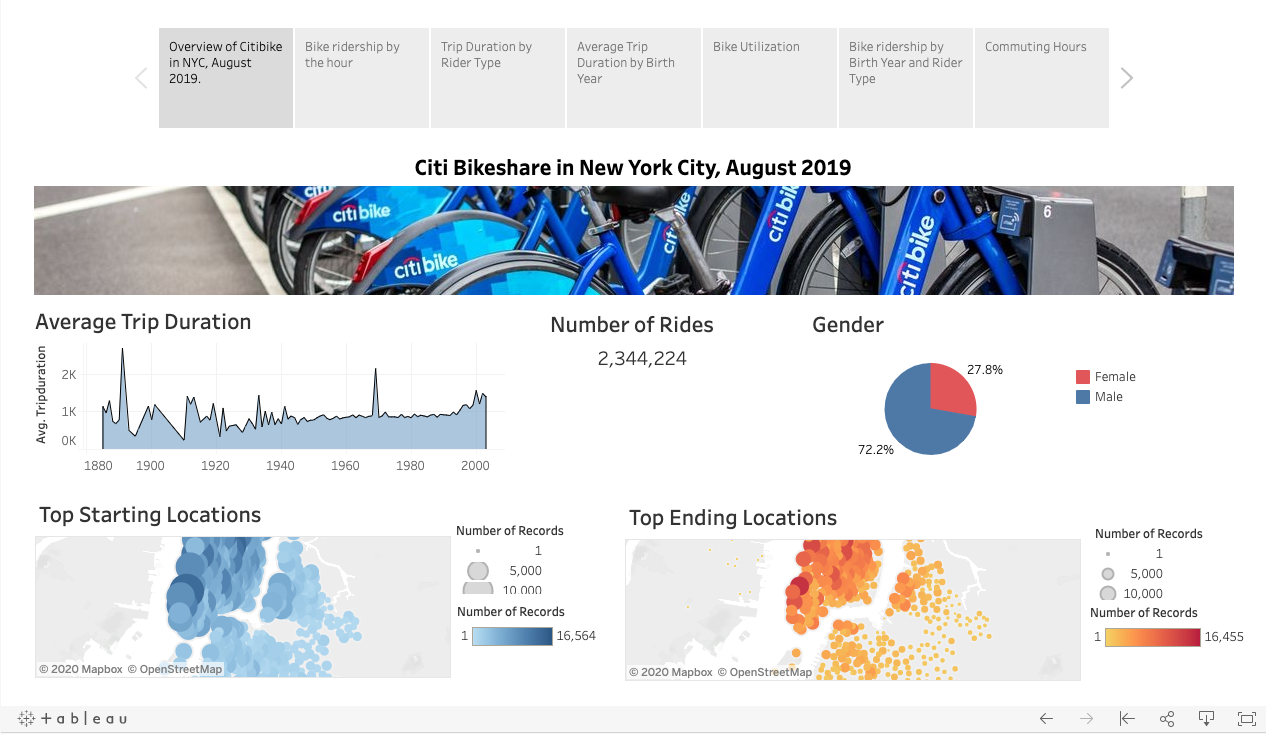 Overview of Citibike
in NYC, August
2019.
Bike ridership by
the hour
Trip Duration by
Rider Type
Average Trip
Duration by Birth
Year
Bike Utilization
Bike ridership by
Birth Year and Rider
Type
Commuting Hours
Citi Bikeshare in New York City, August 2019
citi
citibike
citibike
citi
citi bik
citibike
6
Average Trip Duration
Avg. Tripduration
2K
1K
0K
1880 1900 1920 1940 1960 1980 2000
Number of Rides
2,344,224
Gender
27.8%
72.2%
Female
Male
Top Starting Locations
© 2020 Mapbox © OpenStreetMap
Number of Records
1
5,000
10,000
Number of Records
1 16,564
Top Ending Locations
© 2020 Mapbox © OpenStreetMap
Number of Records
1
5,000
10,000
Number of Records
1 16,455
+ableau